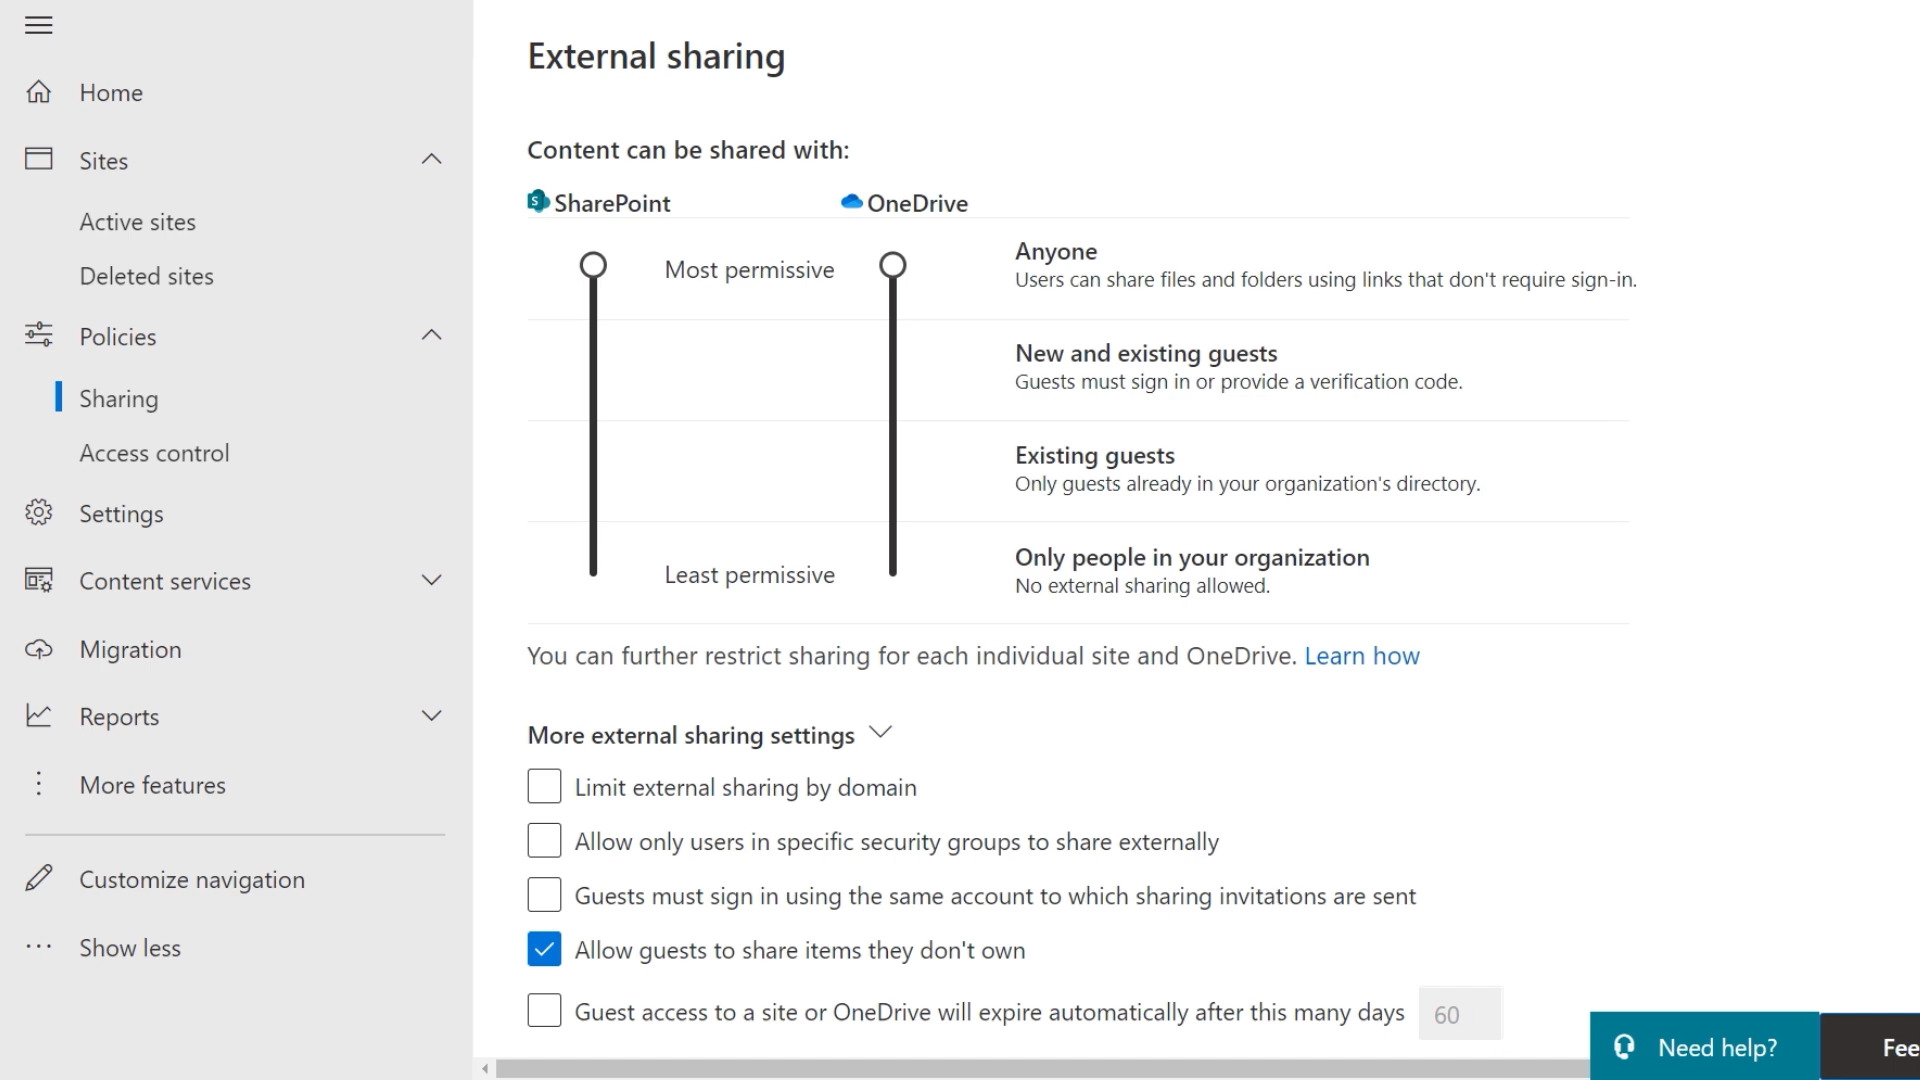 Home
Sites
Active sites
Deleted sites
Policies
Sharing
Access control
Settings
Content services
Migration
Reports
More features
Customize navigation
Show less
External sharing
Content can be shared with:
SharePoint OneDrive
Most permissive
Anyone
Users can share files and folders using links that don't require sign-in.
New and existing guests
Guests must sign in or provide a verification code.
Existing guests
Only guests already in your organization's directory.
Least permissive
Only people in your organization
No external sharing allowed.
You can further restrict sharing for each individual site and OneDrive. Learn how
More external sharing settings
Limit external sharing by domain
Allow only users in specific security groups to share externally
Guests must sign in using the same account to which sharing invitations are sent
Allow guests to share items they don't own
Guest access to a site or OneDrive will expire automatically after this many days 60
Need help? Fee